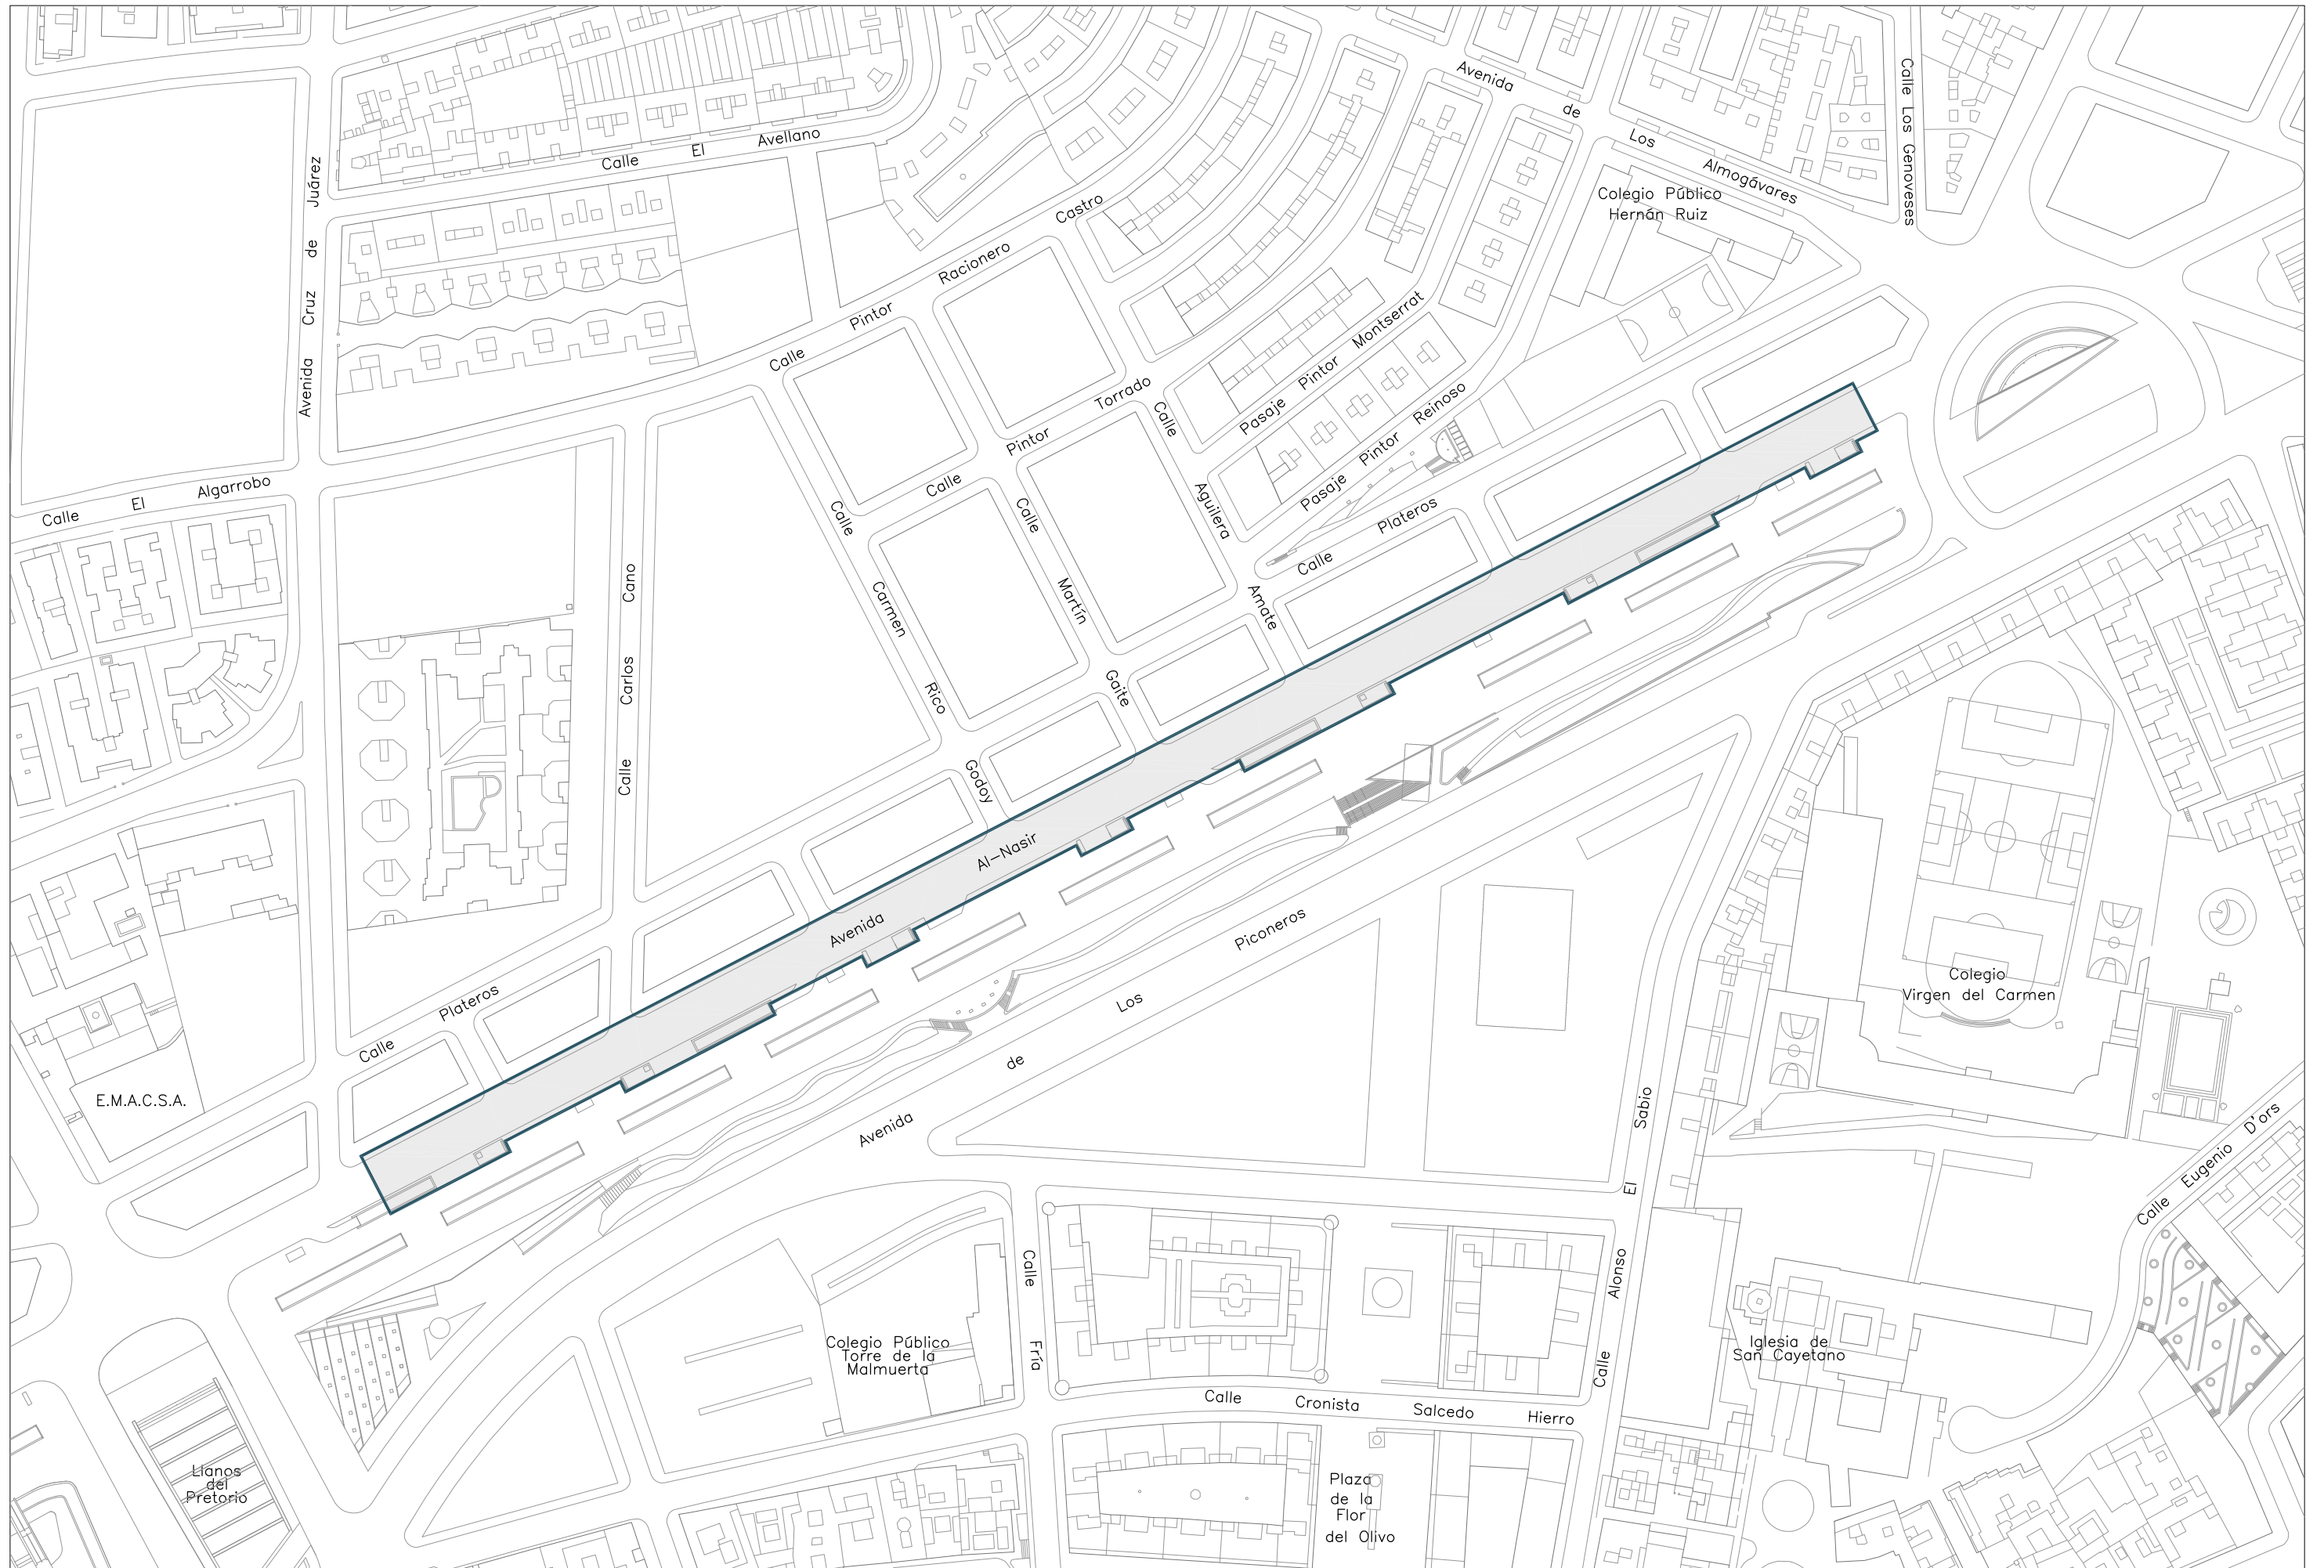 Avenida de
Los Almogávares
Calle Los Genoveses
Colegio Público
Hernán Ruiz
Calle El Avellano
Avenida Cruz de Juárez
Calle Pintor Racionero Castro
Calle Pintor Torrado
Pasaje Pintor Montserrat
Pasaje Pintor Reinoso
Calle El Algarrobo
Calle Aguilera Amate
Calle Martín Gaite
Calle Carmen Rico Godoy
Calle Carlos Cano
Calle Plateros
Calle Plateros
Avenida Al-Nasir
Avenida de Los Piconeros
E.M.A.C.S.A.
Colegio
Virgen del Carmen
Calle Alonso El Sabio
Calle Eugenio D'ors
Calle Fría
Colegio Público
Torre de la
Malmuerta
Iglesia de
San Cayetano
Calle Cronista Salcedo Hierro
Llanos
del
Pretorio
Plaza
de la
Flor
del Olivo